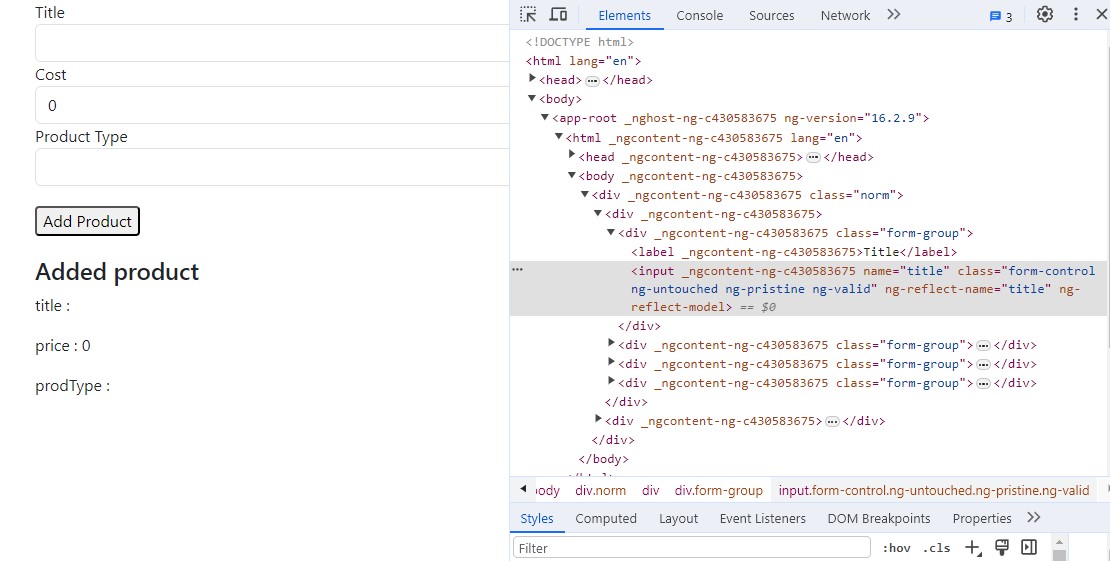 Title
Cost
0
Product Type
Add Product
Added product
title :
price : 0
prodType :
Elements Console Sources Network 3
<!DOCTYPE html>
<html lang="en">
<head> ••• </head>
<body>
<app-root _nghost-ng-c430583675 ng-version="16.2.9">
<html _ngcontent-ng-c430583675 lang="en">
<head _ngcontent-ng-c430583675> ••• </head>
<body _ngcontent-ng-c430583675>
<div _ngcontent-ng-c430583675 class="norm">
<div _ngcontent-ng-c430583675>
<div _ngcontent-ng-c430583675 class="form-group">
<label _ngcontent-ng-c430583675>Title</label>
<input _ngcontent-ng-c430583675 name="title" class="form-control
ng-untouched ng-pristine ng-valid" ng-reflect-name="title" ng-
reflect-model> == $0
</div>
<div _ngcontent-ng-c430583675 class="form-group"> ••• </div>
<div _ngcontent-ng-c430583675 class="form-group"> ••• </div>
<div _ngcontent-ng-c430583675 class="form-group"> ••• </div>
</div>
<div _ngcontent-ng-c430583675> ••• </div>
</div>
</body>
body div.norm div div.form-group input.form-control.ng-untouched.ng-pristine.ng-valid
Styles Computed Layout Event Listeners DOM Breakpoints Properties
Filter :hov .cls